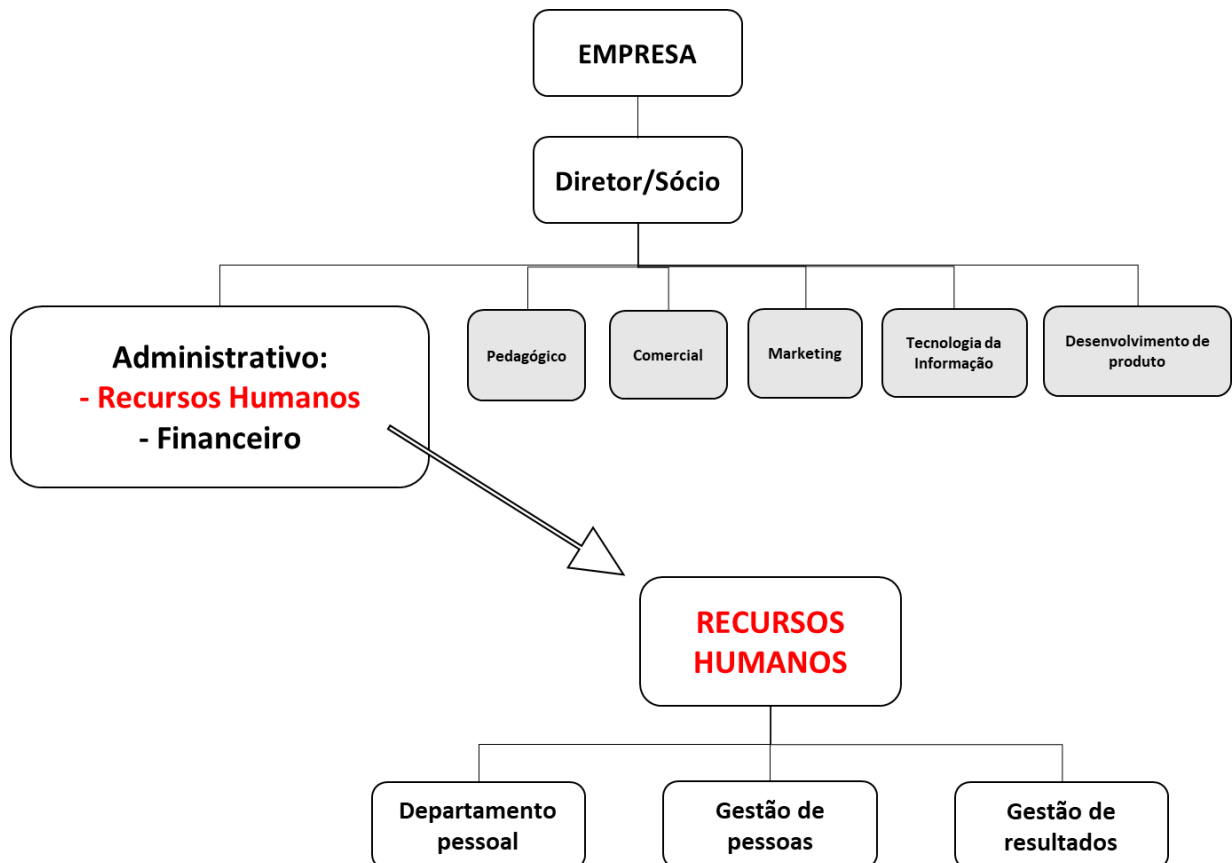 EMPRESA
Diretor/Sócio
Administrativo:
- Recursos Humanos
- Financeiro
Pedagógico
Comercial
Marketing
Tecnologia da
Informação
Desenvolvimento de
produto
RECURSOS
HUMANOS
Departamento
pessoal
Gestão de
pessoas
Gestão de
resultados